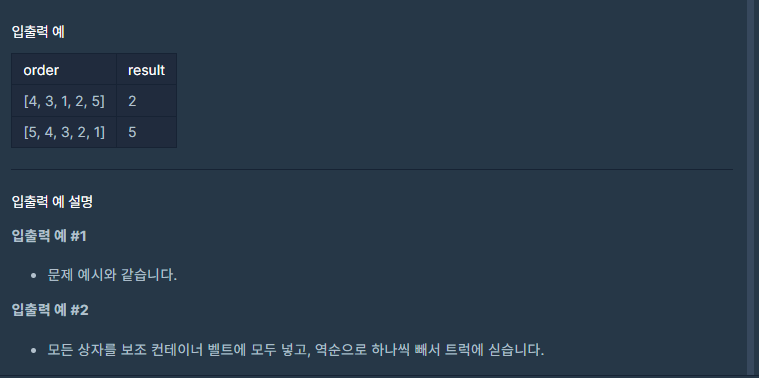 입출력 예
order result
[4, 3, 1, 2, 5] 2
[5, 4, 3, 2, 1] 5
입출력 예 설명
입출력 예 #1
• 문제 예시와 같습니다.
입출력 예 #2
• 모든 상자를 보조 컨테이너 벨트에 모두 넣고, 역순으로 하나씩 빼서 트럭에 싣습니다.